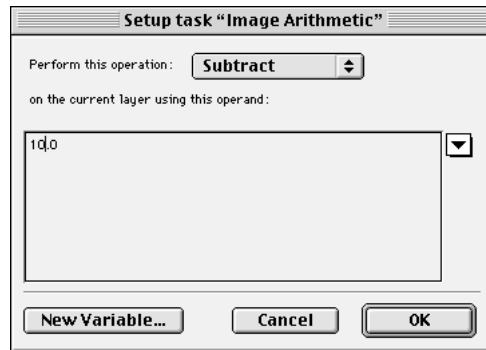 Setup task “Image Arithmetic”
Perform this operation: Subtract
on the current layer using this operand:
10.0
New Variable... Cancel OK